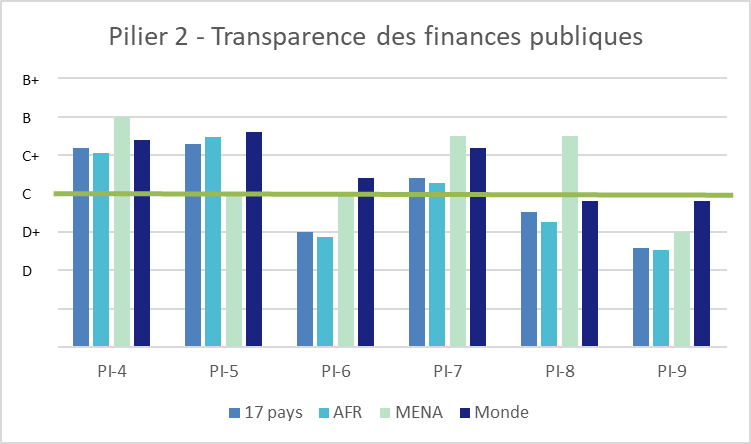 Pilier 2 - Transparence des finances publiques
B+
B
C+
C
D+
D
PI-4 PI-5 PI-6 PI-7 PI-8 PI-9
17 pays AFR MENA Monde